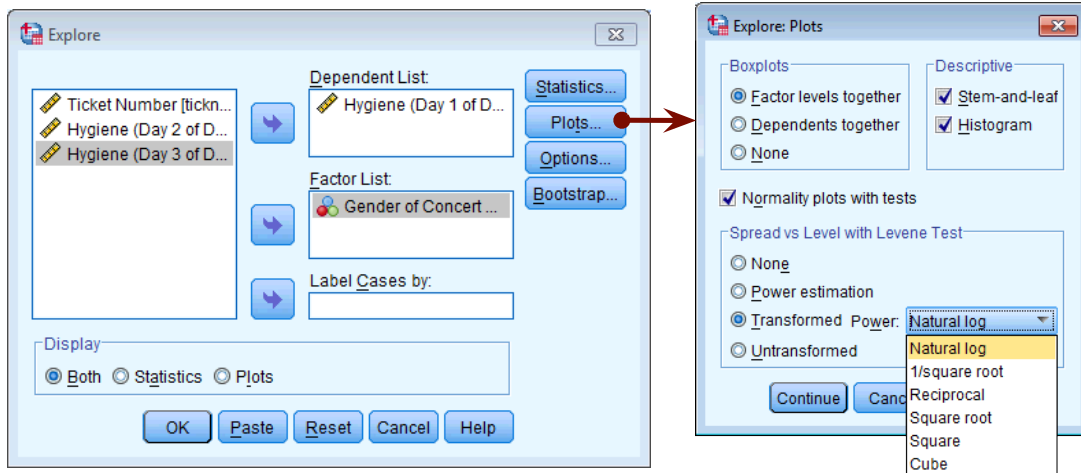 Explore
Ticket Number [tickn...
Hygiene (Day 2 of D...
Hygiene (Day 3 of D...
Dependent List:
Hygiene (Day 1 of D...
Factor List:
Gender of Concert ...
Label Cases by:
Statistics...
Plots...
Options...
Bootstrap...
Display
Both Statistics Plots
OK Paste Reset Cancel Help
Explore: Plots
Boxplots
Factor levels together
Dependents together
None
Descriptive
Stem-and-leaf
Histogram
Normality plots with tests
Spread vs Level with Levene Test
None
Power estimation
Transformed Power: Natural log
Untransformed
Natural log
1/square root
Reciprocal
Square root
Square
Cube
Continue Canc